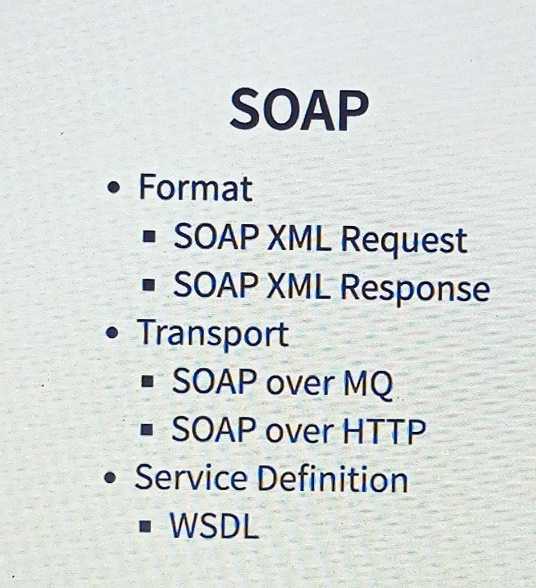 SOAP
• Format
▪ SOAP XML Request
▪ SOAP XML Response
• Transport
▪ SOAP over MQ
▪ SOAP over HTTP
• Service Definition
▪ WSDL